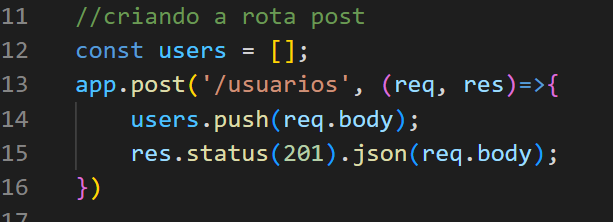 11 //criando a rota post
12 const users = [];
13 app.post('/usuarios', (req, res)=>{
14     users.push(req.body);
15     res.status(201).json(req.body);
16 })
17